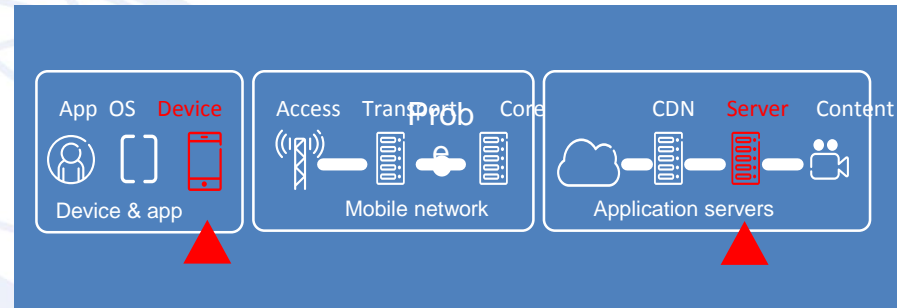 App OS Device
Access Transport Core
Prob
e
CDN Server Content
Device & app
Mobile network
Application servers